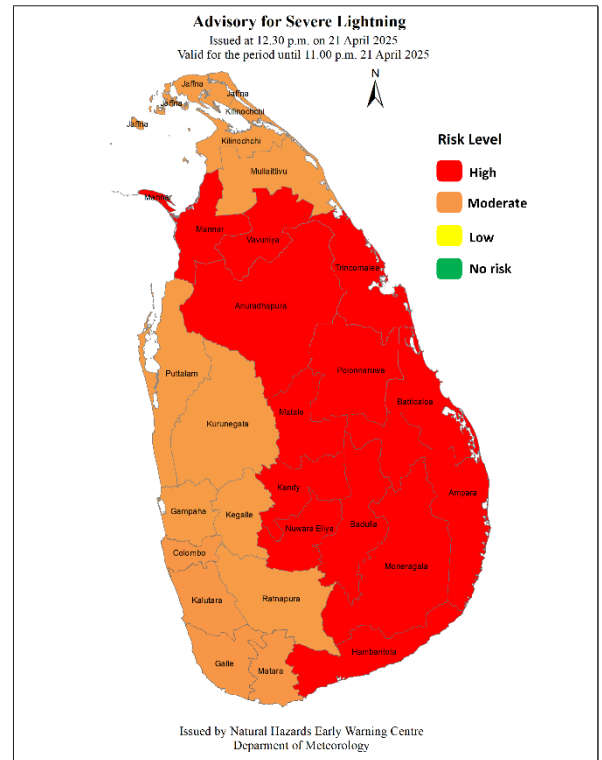 Advisory for Severe Lightning
Issued at 12.30 p.m. on 21 April 2025
Valid for the period until 11.00 p.m. 21 April 2025
N
Jaffna
Jaffna
Jaffna
Kilinochchi
Jaffna
Kilinochchi
Mullaittivu
Risk Level
High
Moderate
Low
No risk
Mannar
Mannar
Vavuniya
Trincomalee
Anuradhapura
Polonnaruwa
Puttalam
Batticaloa
Matale
Kurunegala
Kandy
Ampara
Gampaha
Kegalle
Nuwara Eliya
Badulla
Colombo
Moneragala
Kalutara
Ratnapura
Hambantota
Galle
Matara
Issued by Natural Hazards Early Warning Centre
Deparment of Meteorology